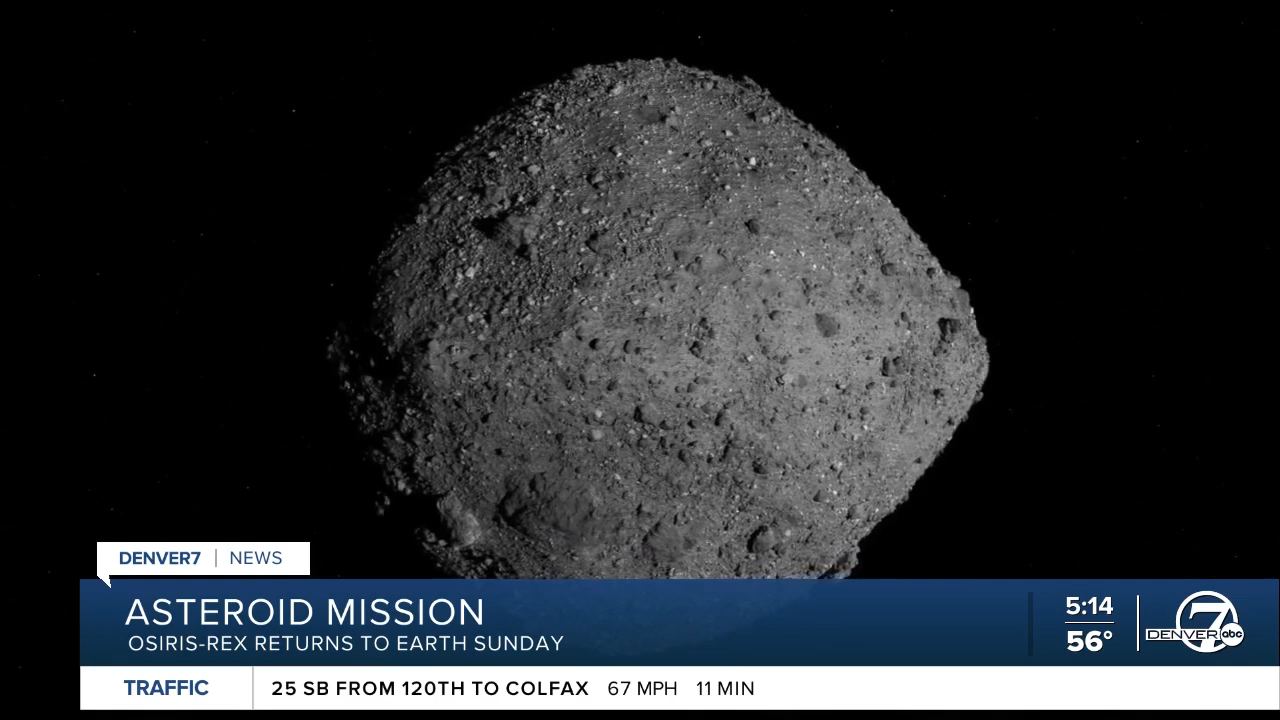 DENVER7 | NEWS
ASTEROID MISSION
OSIRIS-REX RETURNS TO EARTH SUNDAY
5:14
56°
7
DENVER abc
TRAFFIC
25 SB FROM 120TH TO COLFAX 67 MPH 11 MIN